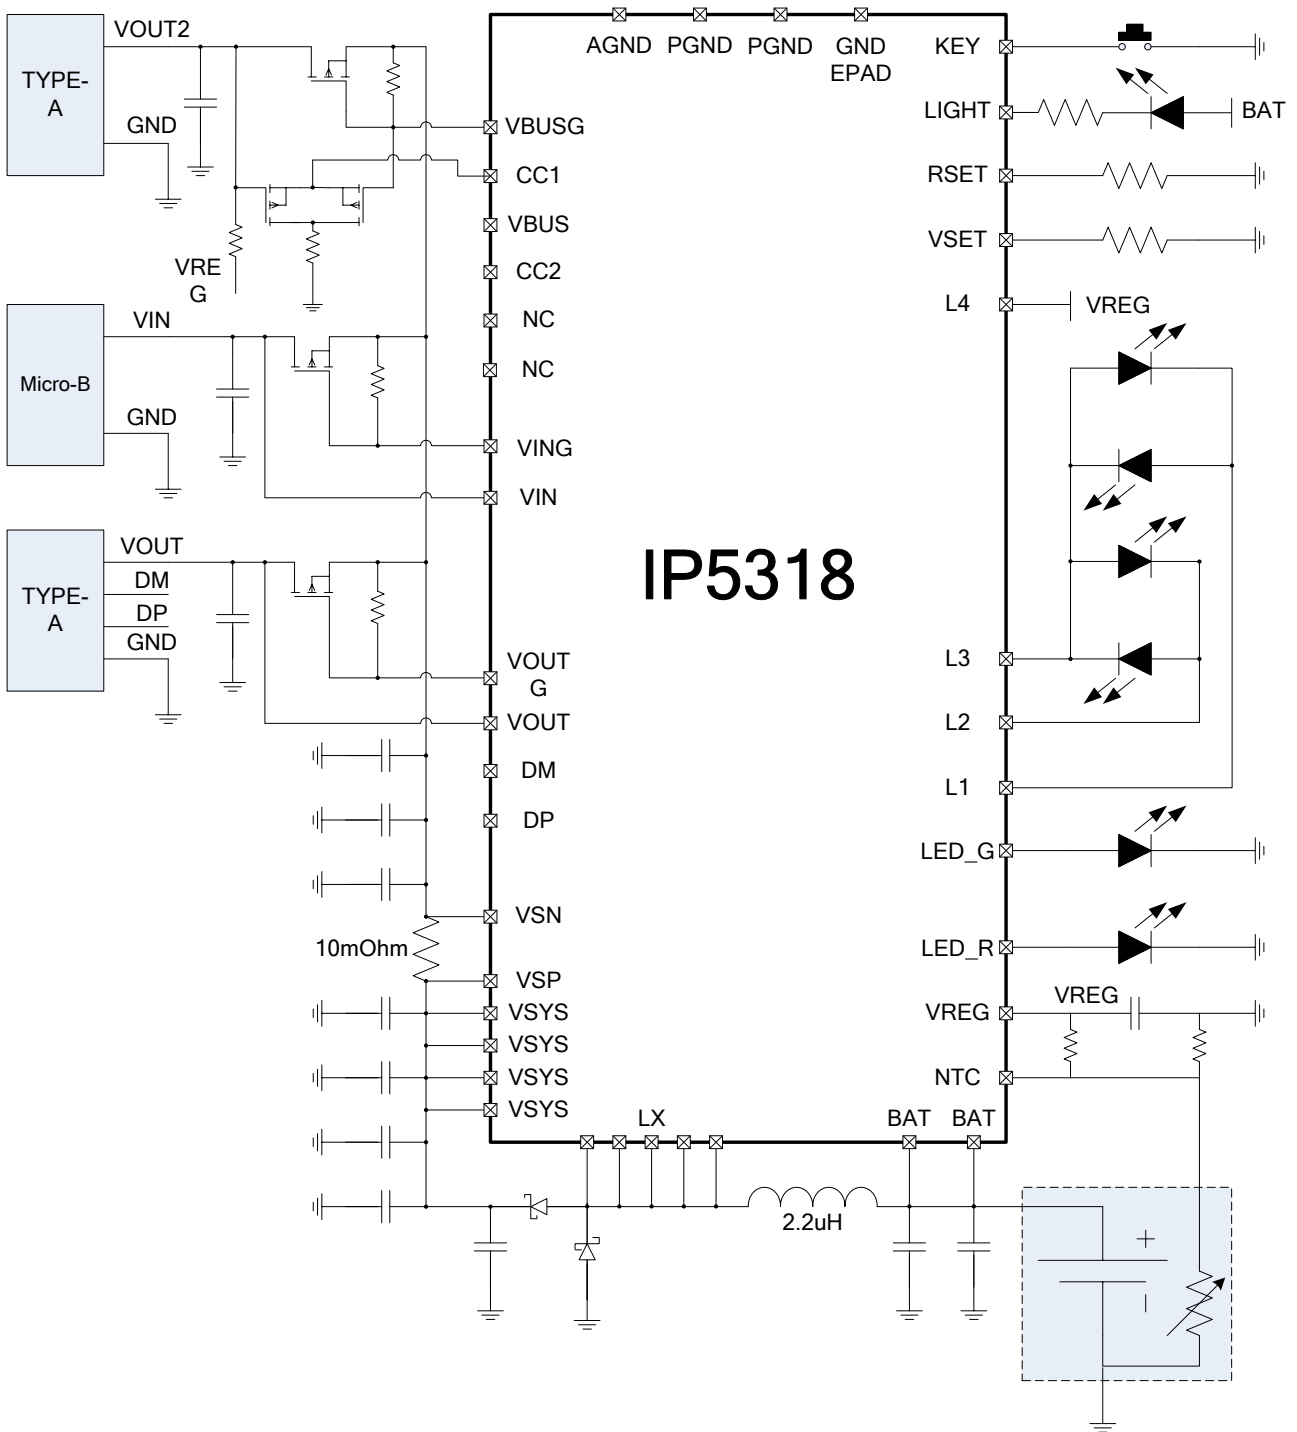 VOUT2
TYPE-
A
GND
VRE
G
VIN
Micro-B
GND
VOUT
TYPE-
A
DM
DP
GND
10mOhm
AGND PGND PGND GND
EPAD
VBUSG
CC1
VBUS
CC2
NC
NC
VING
VIN
VOUT
G
VOUT
DM
DP
VSN
VSP
VSYS
VSYS
VSYS
VSYS
IP5318
LX
BAT BAT
KEY
LIGHT
BAT
RSET
VSET
L4
VREG
L3
L2
L1
LED_G
LED_R
VREG
VREG
NTC
2.2uH
+
−